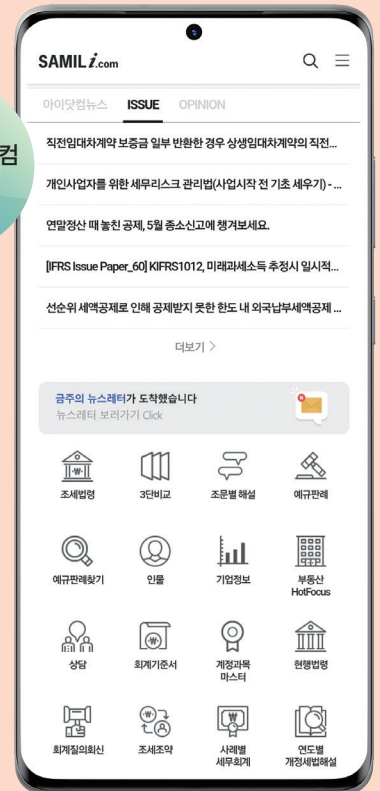 SAMIL i.com
아이닷컴뉴스 ISSUE OPINION
컴
직전임대차계약 보증금 일부 반환한 경우 상생임대차계약의 직전...
개인사업자를 위한 세무리스크 관리법(사업시작 전 기초 세우기) - ...
연말정산 때 놓친 공제, 5월 종소신고에 챙겨보세요.
[IFRS Issue Paper_60] KIFRS1012, 미래과세소득 추정시 일시적...
선순위 세액공제로 인해 공제받지 못한 한도 내 외국납부세액공제 ...
더보기 >
금주의 뉴스레터가 도착했습니다
뉴스레터 보러가기 Click
조세법령 3단비교 조문별 해설 예규판례
예규판례찾기 인물 기업정보 부동산
HotFocus
상담 회계기준서 계정과목 현행법령
마스터
회계질의회신 조세조약 사례별 연도별
세무회계 개정세법해설